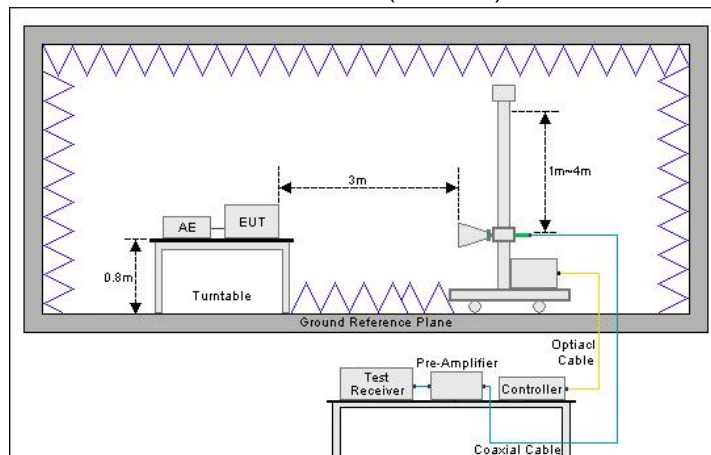 3m
1m~4m
AE
EUT
0.8m
Turntable
Ground Reference Plane
Optiacl
Cable
Pre-Amplifier
Test
Receiver
Controller
Coaxial Cable